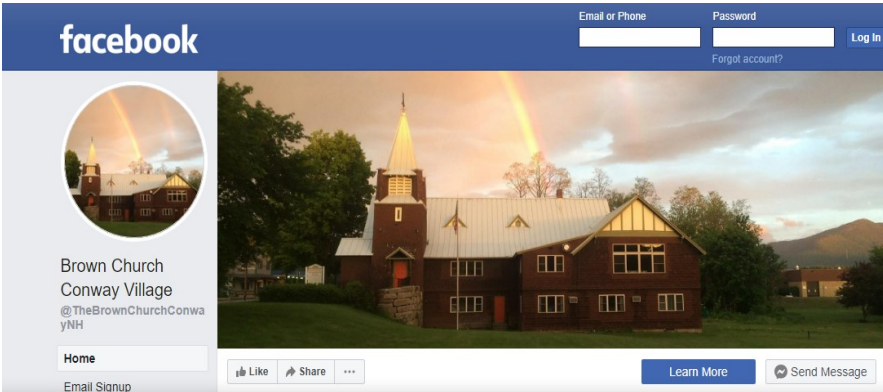 Email or Phone
Password
facebook
Log In
Forgot account?
Brown Church
Conway Village
@TheBrownChurchConwa
yNH
Home
Email Signup
Like
Share
...
Learn More
Send Message